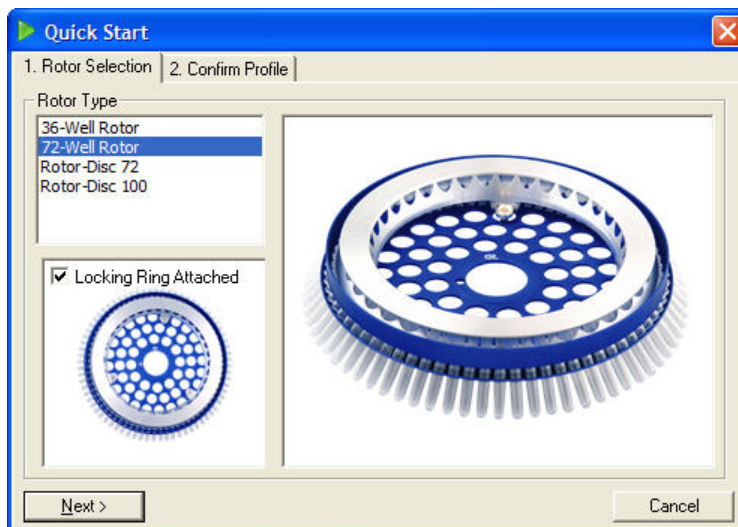 Quick Start
1. Rotor Selection
2. Confirm Profile
Rotor Type
36-Well Rotor
72-Well Rotor
Rotor-Disc 72
Rotor-Disc 100
Locking Ring Attached
Next >
Cancel